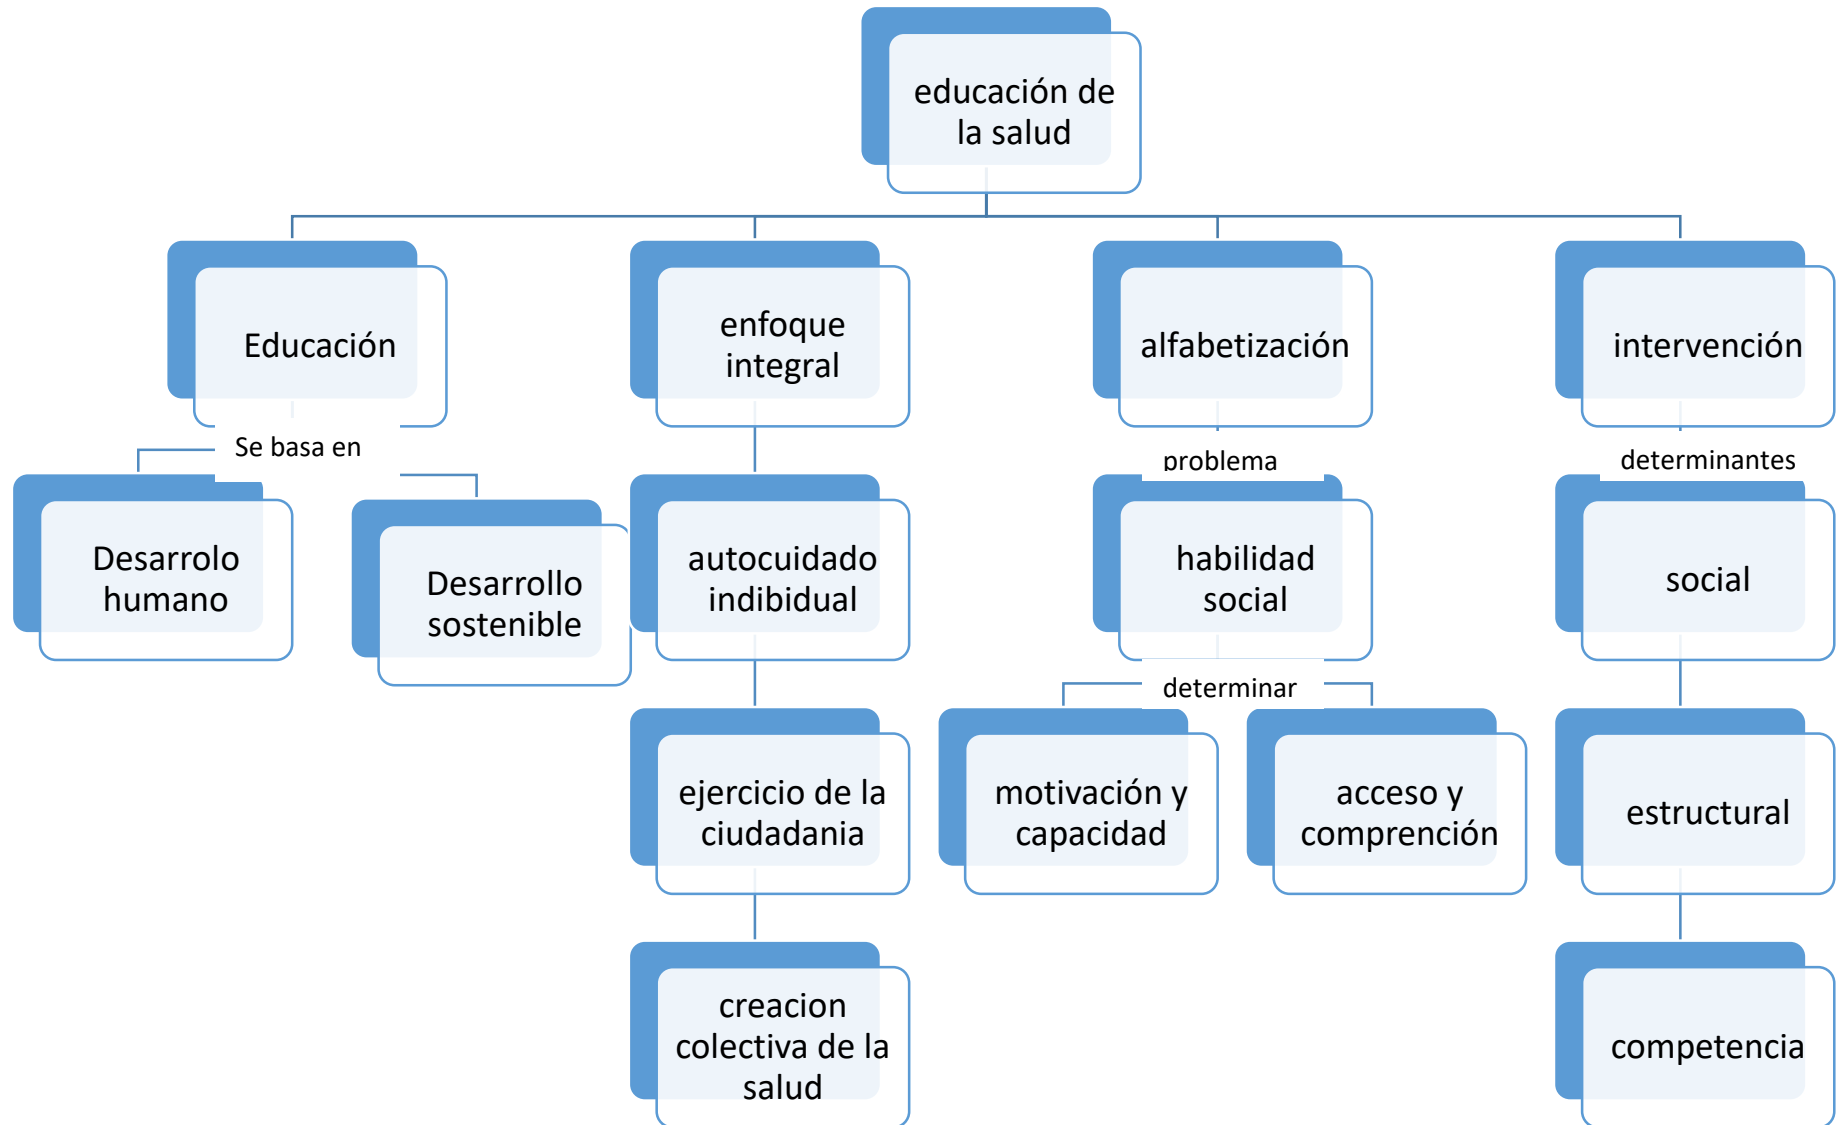 educación de
la salud
Educación
enfoque
integral
alfabetización
intervención
Se basa en
problema
determinantes
Desarrolo
humano
Desarrollo
sostenible
autocuidado
indibidual
habilidad
social
social
determinar
ejercicio de la
ciudadania
motivación y
capacidad
acceso y
comprención
estructural
creacion
colectiva de la
salud
competencia